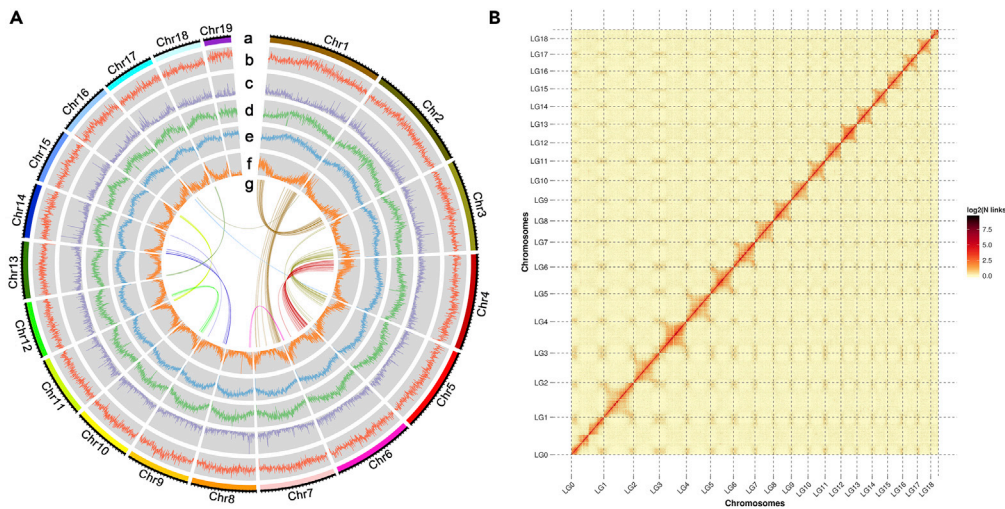 A
Chr1
Chr2
Chr3
Chr4
Chr5
Chr6
Chr7
Chr8
Chr9
Chr10
Chr11
Chr12
Chr13
Chr14
Chr15
Chr16
Chr17
Chr18
Chr19
a
b
c
d
e
f
g
B
Chromosomes
LG18
LG17
LG16
LG15
LG14
LG13
LG12
LG11
LG10
LG9
LG8
LG7
LG6
LG5
LG4
LG3
LG2
LG1
LG0
LG0 LG1 LG2 LG3 LG4 LG5 LG6 LG7 LG8 LG9 LG10 LG11 LG12 LG13 LG14 LG15 LG16 LG17 LG18
Chromosomes
log2(N links
7.5
5.0
2.5
0.0